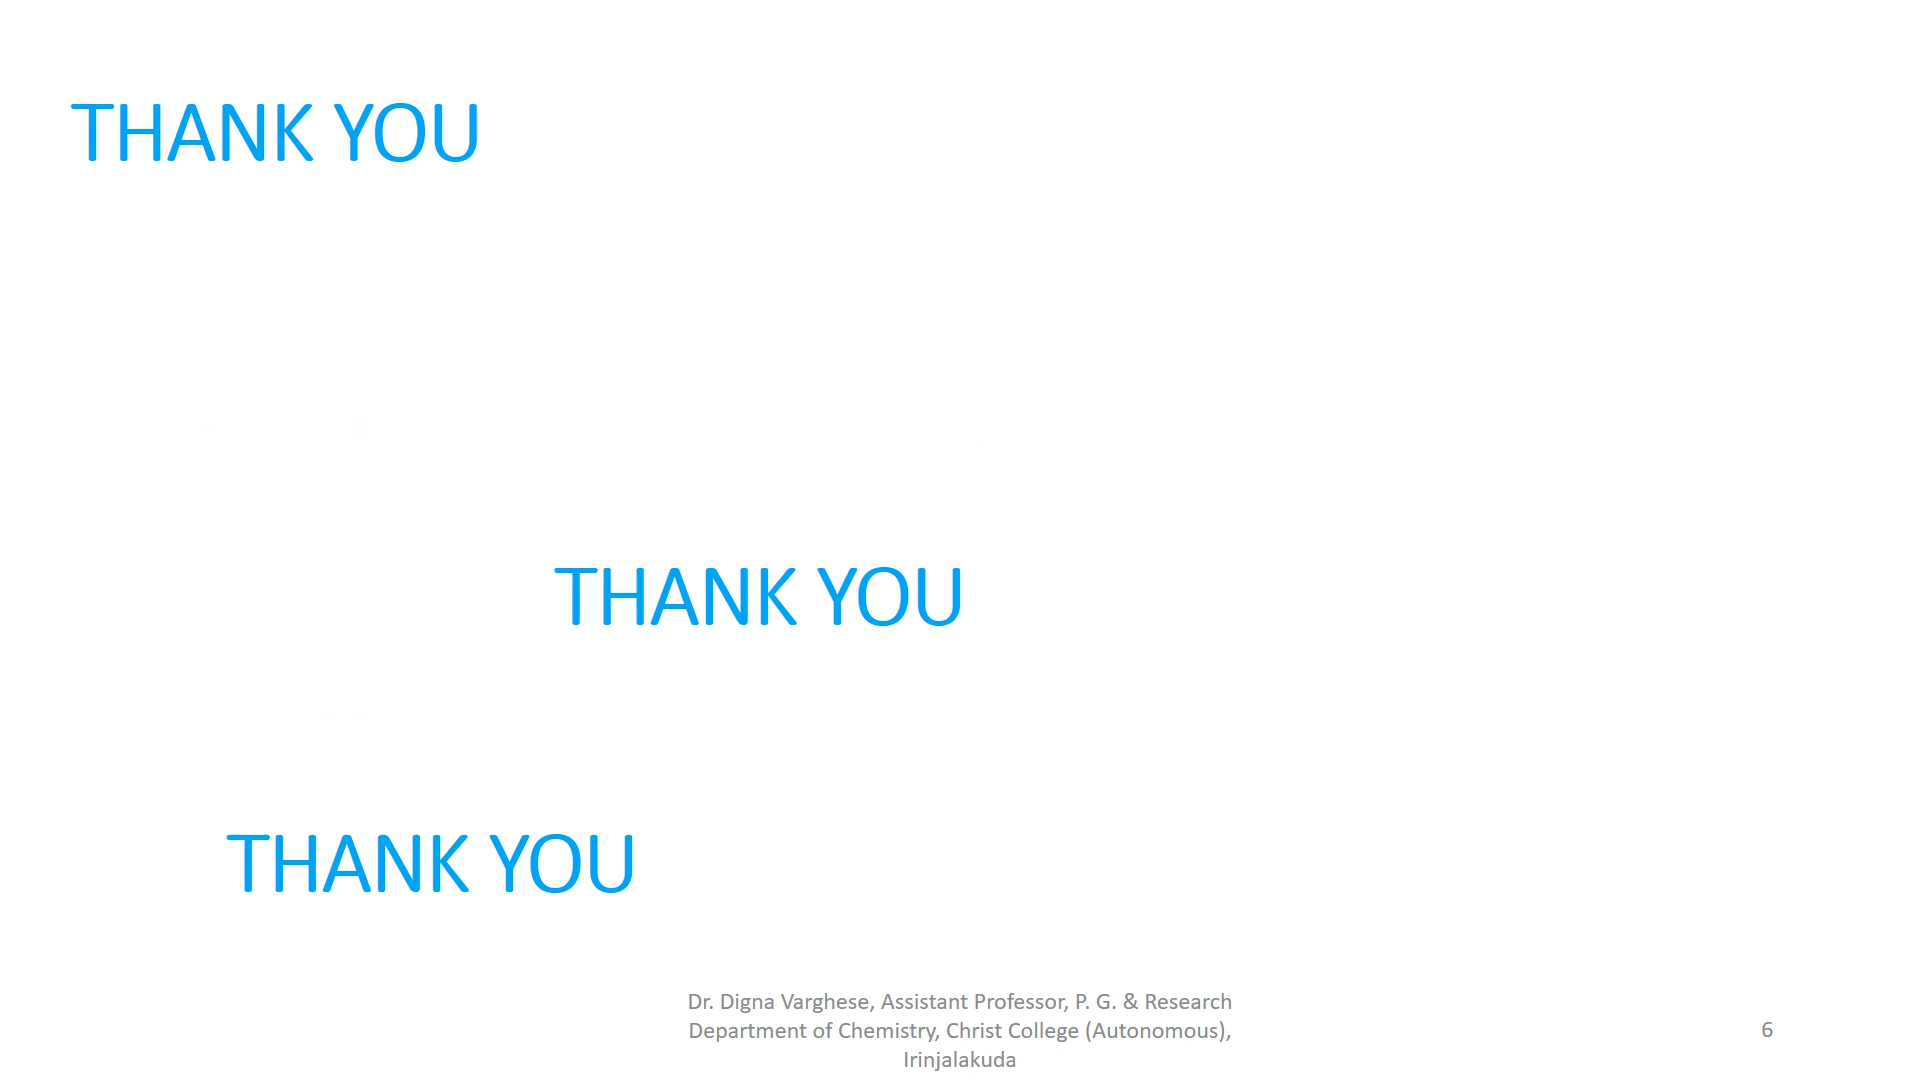 THANK YOU
THANK YOU
THANK YOU
Dr. Digna Varghese, Assistant Professor, P. G. & Research
Department of Chemistry, Christ College (Autonomous),
Irinjalakuda
6